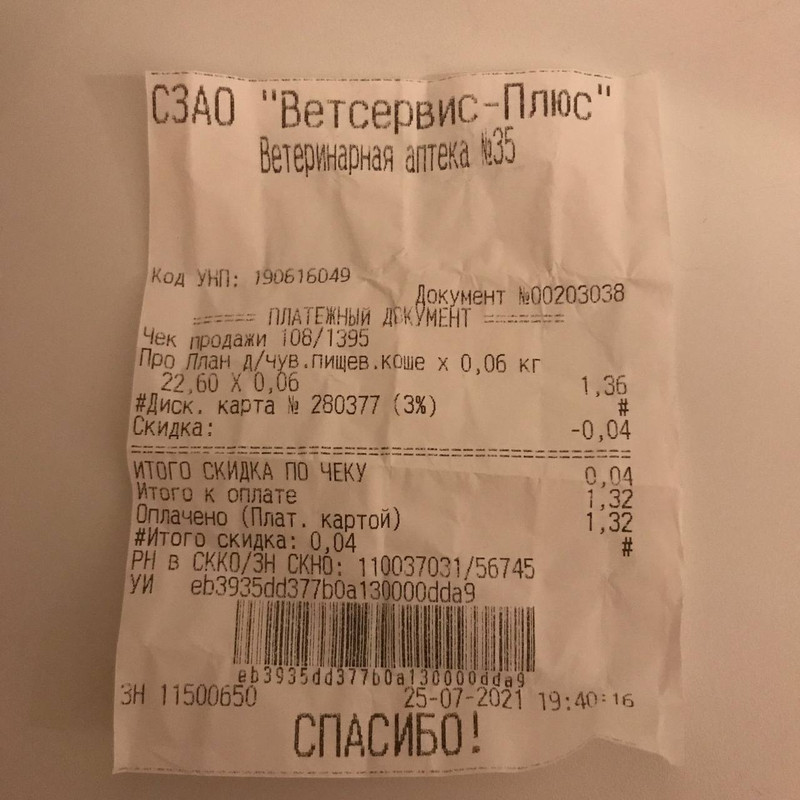 СЗАО "Ветсервис-Плюс"
Ветеринарная аптека №35
Код УНП: 190616049
Документ №00203038
===== ПЛАТЕЖНЫЙ ДОКУМЕНТ ======
Чек продажи 108/1395
Про План д/чув.пищев.коше x 0,06 кг
22,60 X 0,06 1,36
#Диск. карта № 280377 (3%) #
Скидка: -0,04
ИТОГО СКИДКА ПО ЧЕКУ 0,04
Итого к оплате 1,32
Оплачено (Плат. картой) 1,32
#Итого скидка: 0,04 #
РН в СККО/ЗН СКНО: 110037031/56745
УИ eb3935dd377b0a130000dda9
eb3935dd377b0a130000dda9
ЗН 11500650 25-07-2021 19:40:16
СПАСИБО!